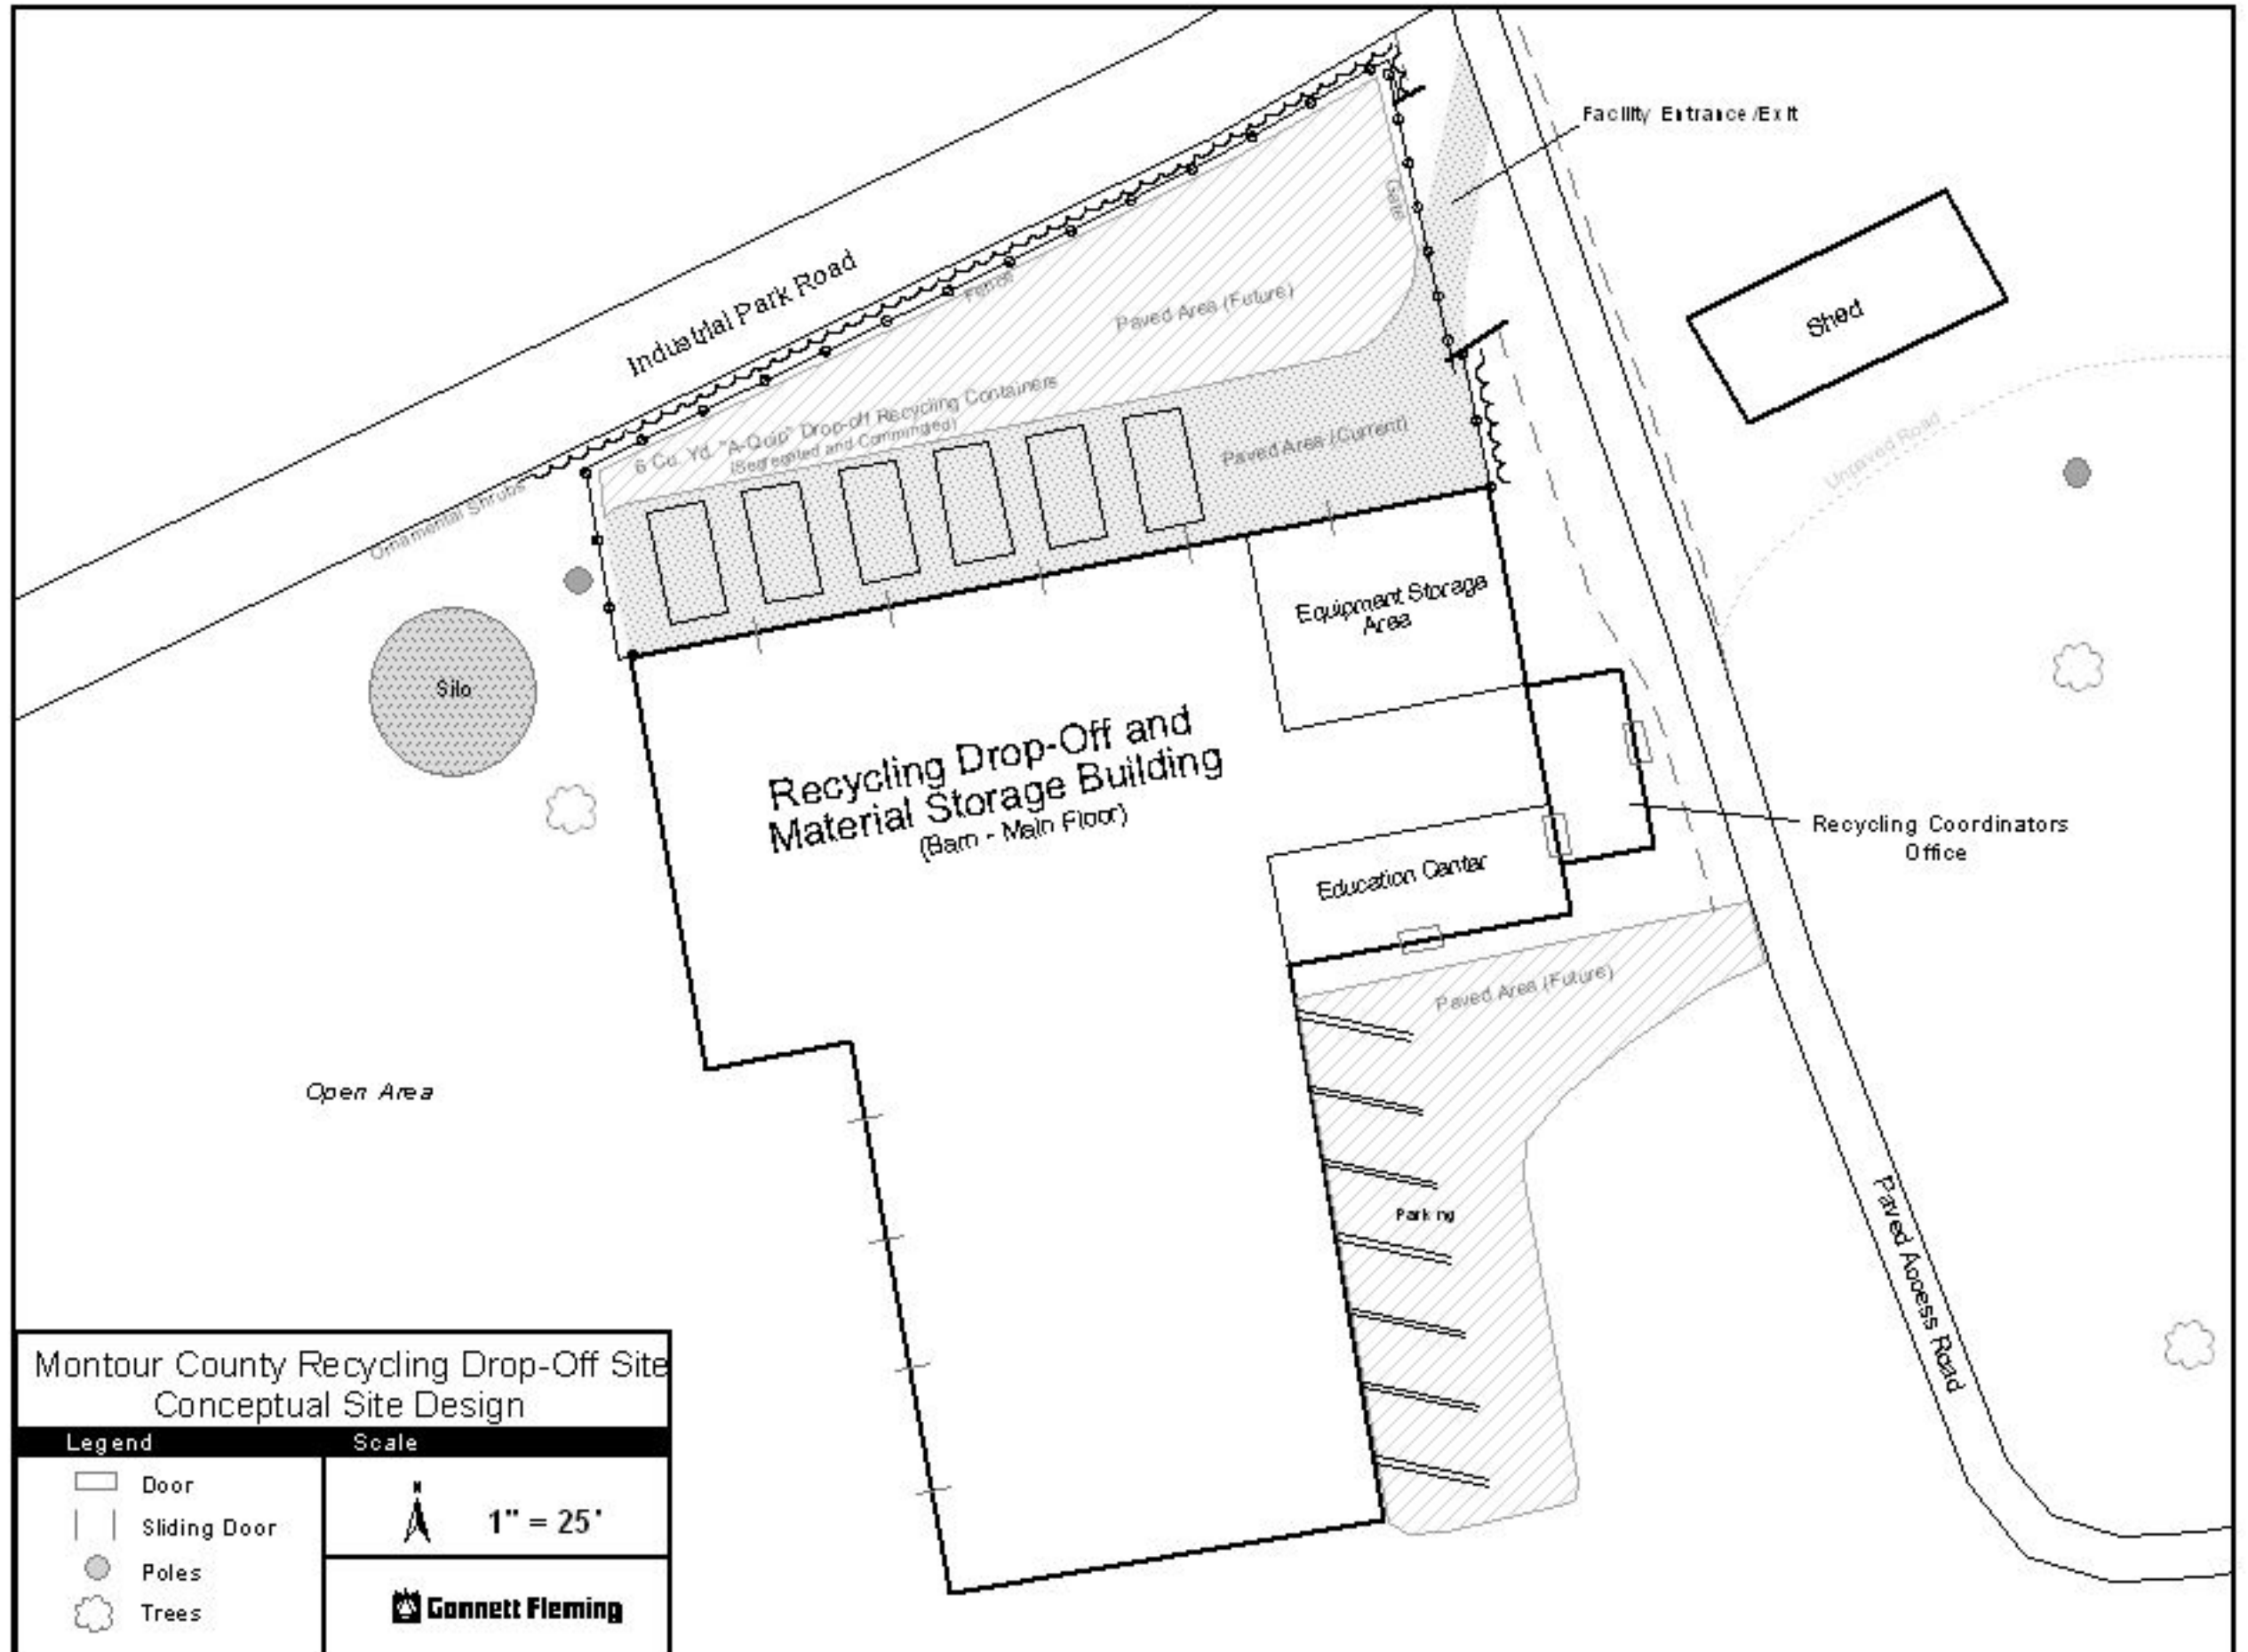 Facility Entrance/Exit
Gate
Industrial Park Road
Fence
Paved Area (Future)
Shed
6 Cu. Yd. "A-Quip" Drop-off Recycling Containers
(Segregated and Commingled)
Paved Area (Current)
Unpaved Road
Ornamental Shrubs
Equipment Storage
Area
Silo
Recycling Drop-Off and
Material Storage Building
(Barn - Main Floor)
Recycling Coordinators
Office
Education Center
Paved Area (Future)
Open Area
Parking
Paved Access Road
Montour County Recycling Drop-Off Site
Conceptual Site Design
Legend
Scale
Door
Sliding Door
Poles
Trees
N
1" = 25'
Gannett Fleming